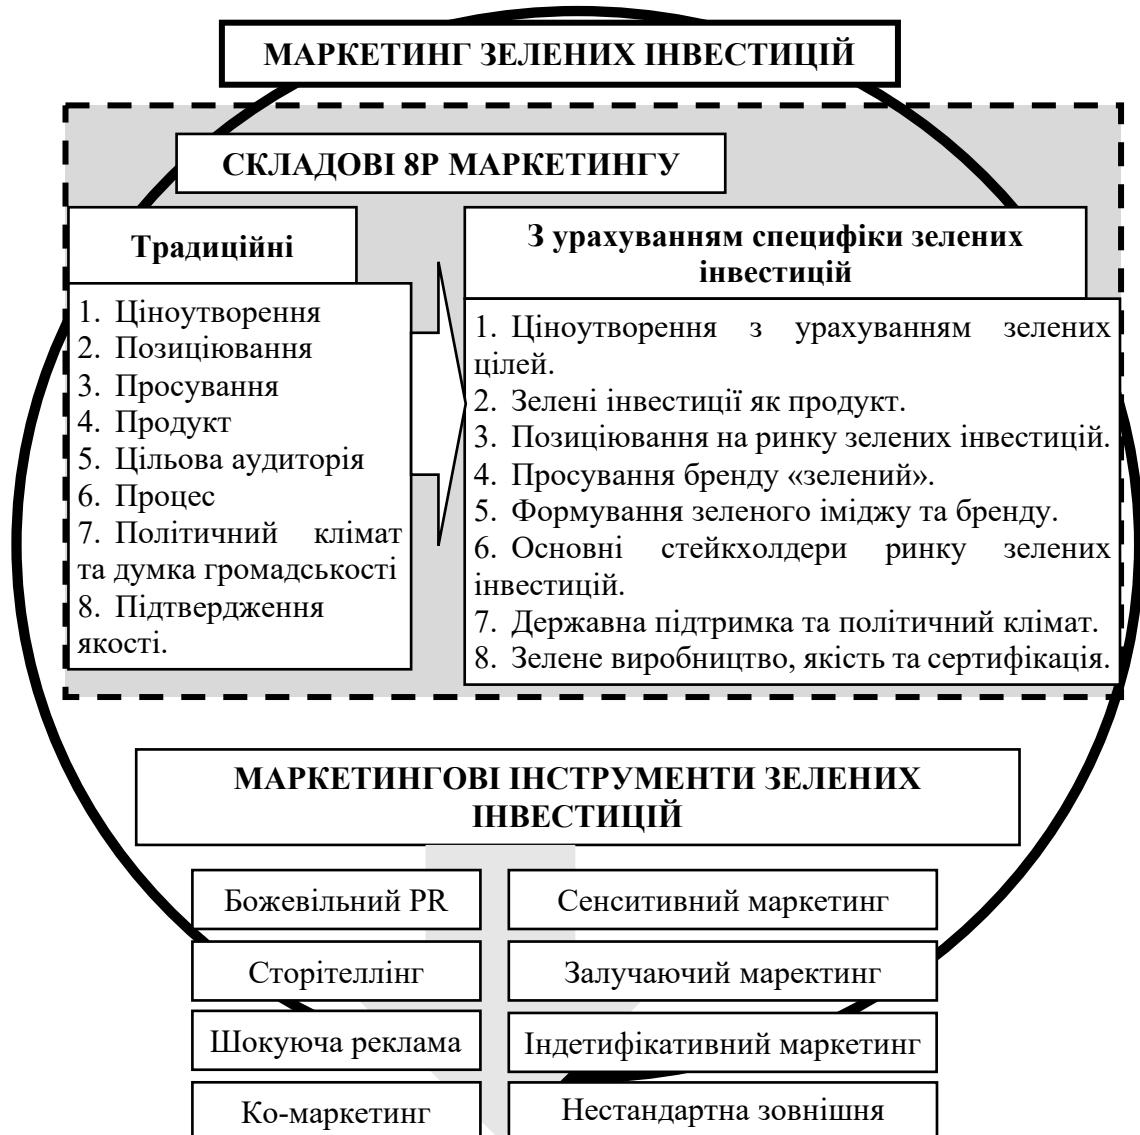 МАРКЕТИНГ ЗЕЛЕНИХ ІНВЕСТИЦІЙ
СКЛАДОВІ 8Р МАРКЕТИНГУ
Традиційні
1. Ціноутворення
2. Позиціювання
3. Просування
4. Продукт
5. Цільова аудиторія
6. Процес
7. Політичний клімат
та думка громадськості
8. Підтвердження
якості.
З урахуванням специфіки зелених
інвестицій
1. Ціноутворення з урахуванням зелених
цілей.
2. Зелені інвестиції як продукт.
3. Позиціювання на ринку зелених інвестицій.
4. Просування бренду «зелений».
5. Формування зеленого іміджу та бренду.
6. Основні стейкхолдери ринку зелених
інвестицій.
7. Державна підтримка та політичний клімат.
8. Зелене виробництво, якість та сертифікація.
МАРКЕТИНГОВІ ІНСТРУМЕНТИ ЗЕЛЕНИХ
ІНВЕСТИЦІЙ
Божевільний PR
Сенситивний маркетинг
Сторітеллінг
Залучаючий маректинг
Шокуюча реклама
Індетифікативний маркетинг
Ко-маркетинг
Нестандартна зовнішня